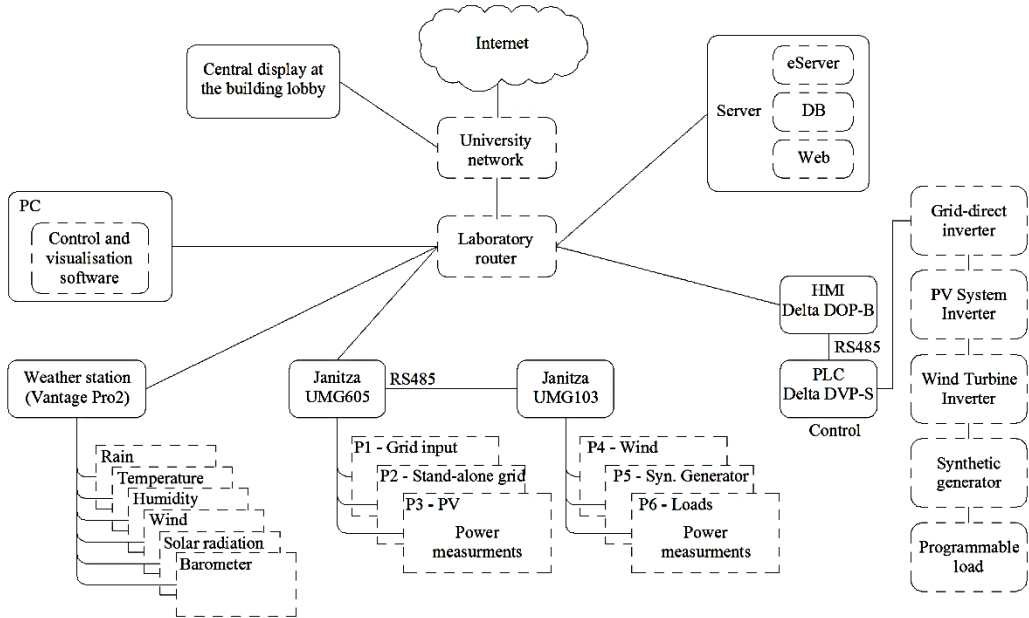 Internet
Central display at
the building lobby
eServer
Server
DB
Web
University
network
PC
Control and
visualisation
software
Laboratory
router
Grid-direct
inverter
HMI
Delta DOP-B
PV System
Inverter
RS485
Weather station
(Vantage Pro2)
Janitza
UMG605
RS485
Janitza
UMG103
PLC
Delta DVP-S
Control
Wind Turbine
Inverter
Rain
Temperature
Humidity
Wind
Solar radiation
Barometer
P1 - Grid input
P2 - Stand-alone grid
P3 - PV
Power
measurments
P4 - Wind
P5 - Syn. Generator
P6 - Loads
Power
measurments
Synthetic
generator
Programmable
load